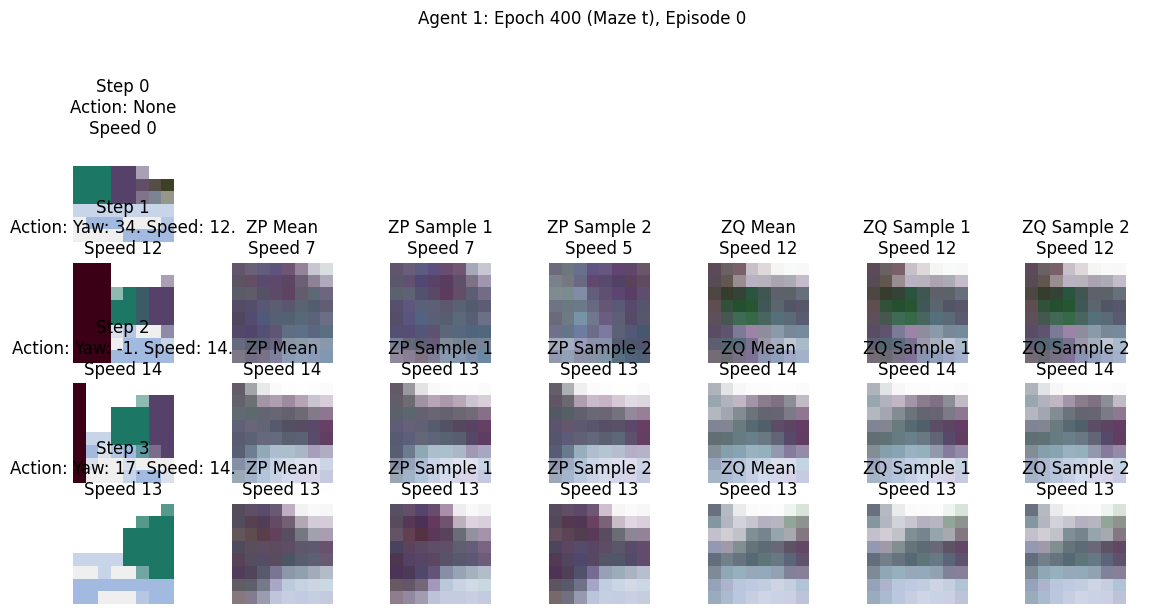 Agent 1: Epoch 400 (Maze t), Episode 0
Step 0
Action: None
Speed 0
Step 1
Action: Yaw: 34. Speed: 12.
Speed 12
ZP Mean
Speed 7
ZP Sample 1
Speed 7
ZP Sample 2
Speed 5
ZQ Mean
Speed 12
ZQ Sample 1
Speed 12
ZQ Sample 2
Speed 12
Step 2
Action: Yaw: -1. Speed: 14.
Speed 14
ZP Mean
Speed 14
ZP Sample 1
Speed 13
ZP Sample 2
Speed 13
ZQ Mean
Speed 14
ZQ Sample 1
Speed 14
ZQ Sample 2
Speed 14
Step 3
Action: Yaw: 17. Speed: 14.
Speed 13
ZP Mean
Speed 13
ZP Sample 1
Speed 13
ZP Sample 2
Speed 13
ZQ Mean
Speed 13
ZQ Sample 1
Speed 13
ZQ Sample 2
Speed 13